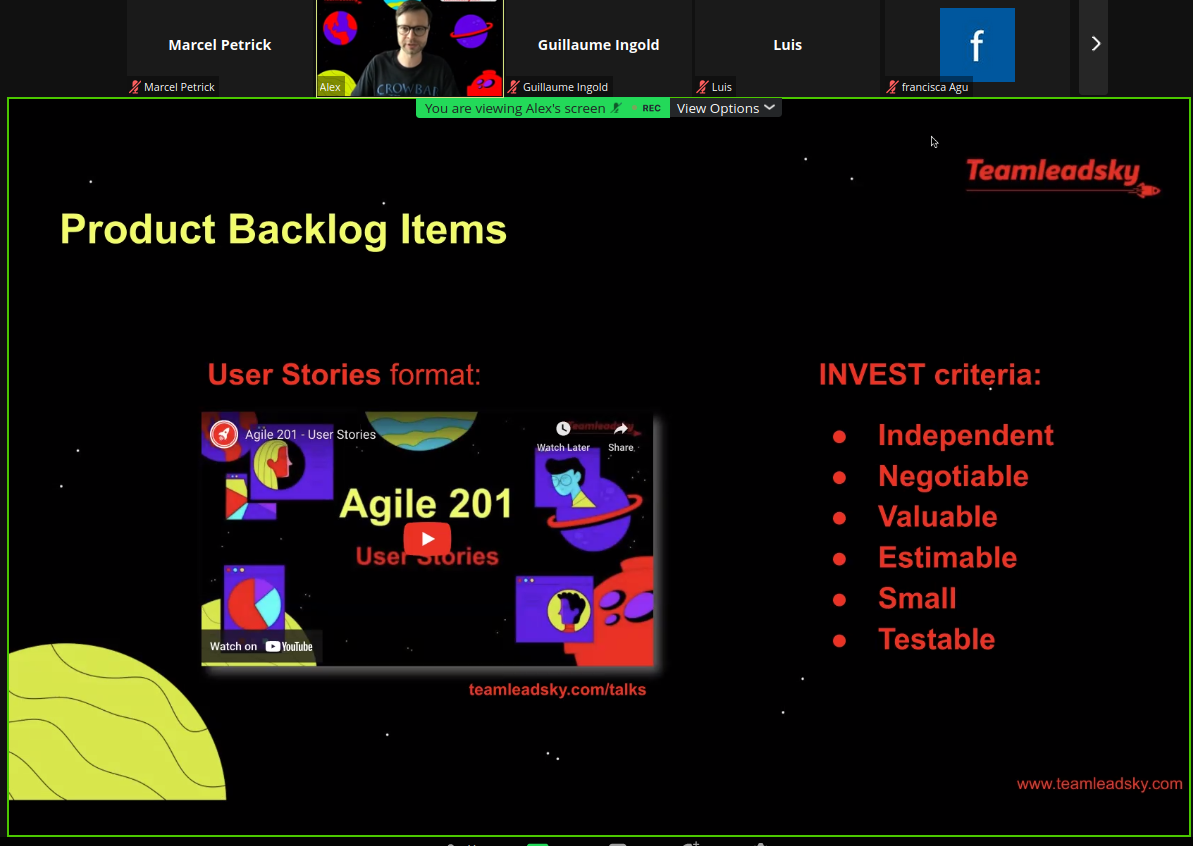 Marcel Petrick
Guillaume Ingold
Luis
f
Marcel Petrick
Alex
CROWBAR
Guillaume Ingold
Luis
francisca Agu
You are viewing Alex's screen
REC
View Options
Teamleadsky
Product Backlog Items
User Stories format:
Agile 201 - User Stories
Teamleadsky
Watch Later
Share
Agile 201
User Stories
Watch on YouTube
teamleadsky.com/talks
INVEST criteria:
● Independent
● Negotiable
● Valuable
● Estimable
● Small
● Testable
www.teamleadsky.com